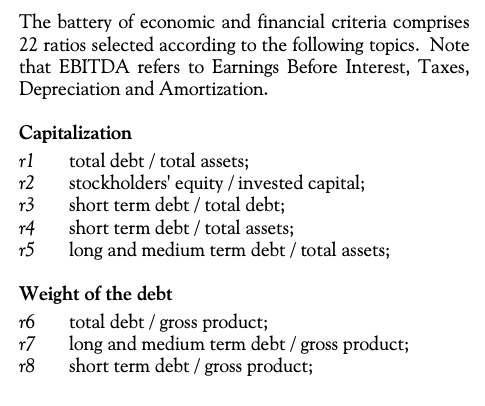 The battery of economic and financial criteria comprises
22 ratios selected according to the following topics. Note
that EBITDA refers to Earnings Before Interest, Taxes,
Depreciation and Amortization.
Capitalization
r1 total debt / total assets;
r2 stockholders' equity / invested capital;
r3 short term debt / total debt;
r4 short term debt / total assets;
r5 long and medium term debt / total assets;
Weight of the debt
r6 total debt / gross product;
r7 long and medium term debt / gross product;
r8 short term debt / gross product;